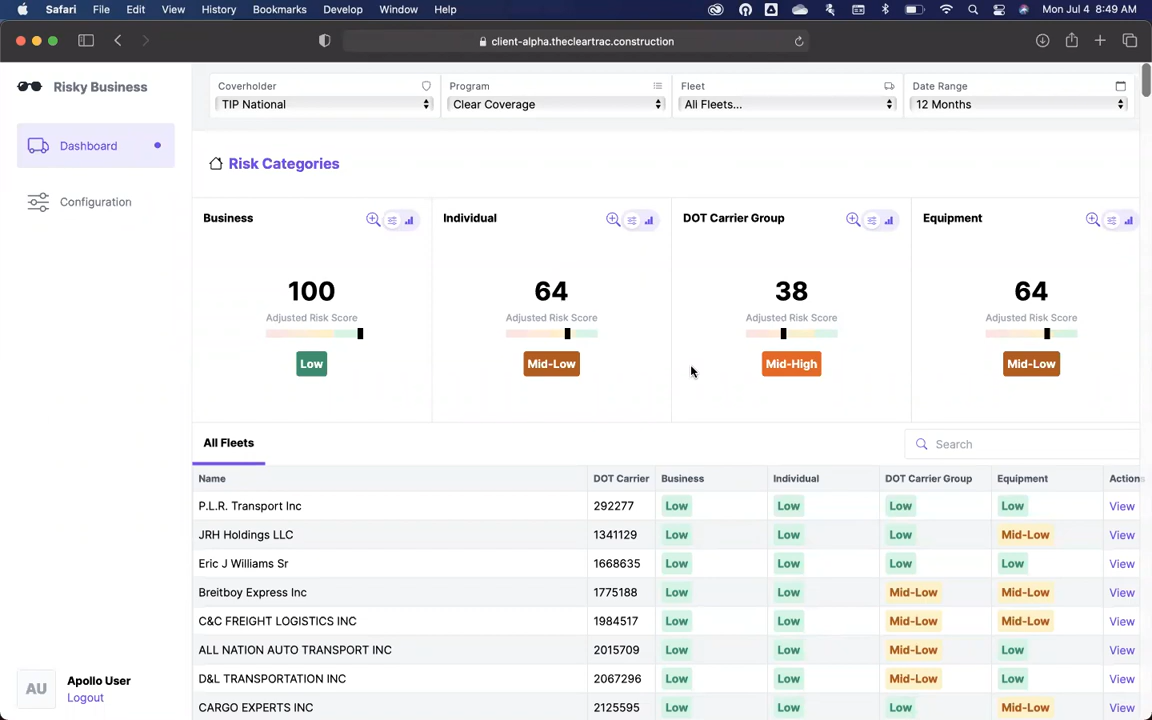 Safari File Edit View History Bookmarks Develop Window Help Mon Jul 4 8:49 AM
client-alpha.thecleartrac.construction
Risky Business
Dashboard
Configuration
Coverholder Program Fleet Date Range
TIP National Clear Coverage All Fleets... 12 Months
Risk Categories
Business Individual DOT Carrier Group Equipment
100 64 38 64
Adjusted Risk Score Adjusted Risk Score Adjusted Risk Score Adjusted Risk Score
Low Mid-Low Mid-High Mid-Low
All Fleets Search
Name DOT Carrier Business Individual DOT Carrier Group Equipment Action
P.L.R. Transport Inc 292277 Low Low Low Low View
JRH Holdings LLC 1341129 Low Low Low Mid-Low View
Eric J Williams Sr 1668635 Low Low Low Low View
Breitboy Express Inc 1775188 Low Low Mid-Low Mid-Low View
C&C FREIGHT LOGISTICS INC 1984517 Low Low Mid-Low Mid-Low View
ALL NATION AUTO TRANSPORT INC 2015709 Low Low Mid-Low Low View
D&L TRANSPORTATION INC 2067296 Low Low Mid-Low Low View
CARGO EXPERTS INC 2125595 Low Low Low Mid-Low View
AU Apollo User
Logout